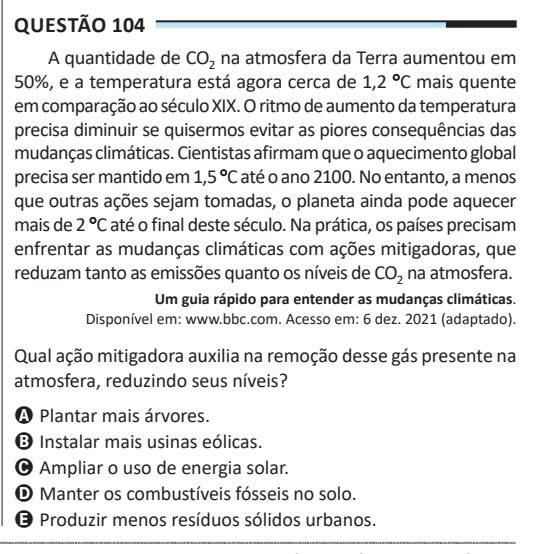 QUESTÃO 104
A quantidade de CO₂ na atmosfera da Terra aumentou em
50%, e a temperatura está agora cerca de 1,2 °C mais quente
em comparação ao século XIX. O ritmo de aumento da temperatura
precisa diminuir se quisermos evitar as piores consequências das
mudanças climáticas. Cientistas afirmam que o aquecimento global
precisa ser mantido em 1,5 °C até o ano 2100. No entanto, a menos
que outras ações sejam tomadas, o planeta ainda pode aquecer
mais de 2 °C até o final deste século. Na prática, os países precisam
enfrentar as mudanças climáticas com ações mitigadoras, que
reduzam tanto as emissões quanto os níveis de CO₂ na atmosfera.
Um guia rápido para entender as mudanças climáticas.
Disponível em: www.bbc.com. Acesso em: 6 dez. 2021 (adaptado).
Qual ação mitigadora auxilia na remoção desse gás presente na
atmosfera, reduzindo seus níveis?
A Plantar mais árvores.
B Instalar mais usinas eólicas.
C Ampliar o uso de energia solar.
D Manter os combustíveis fósseis no solo.
E Produzir menos resíduos sólidos urbanos.